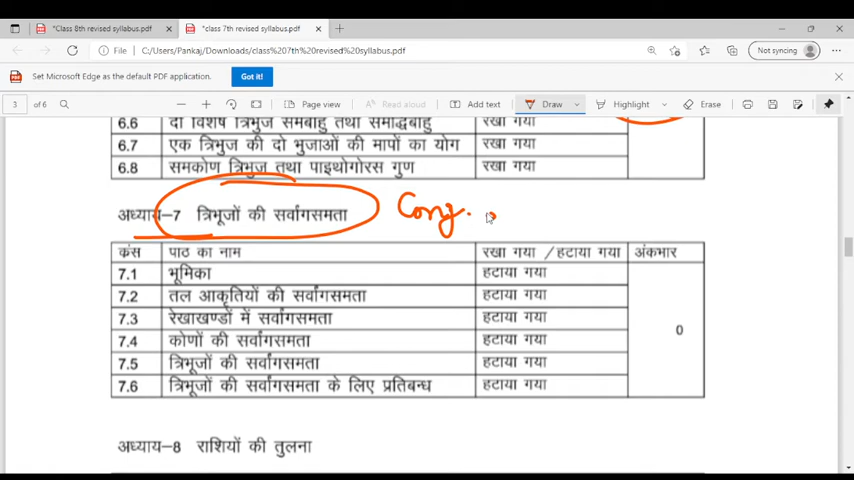 *Class 8th revised syllabus.pdf
*class 7th revised syllabus.pdf
File C:/Users/Pankaj/Downloads/class%207th%20revised%20syllabus.pdf
Not syncing
Set Microsoft Edge as the default PDF application. Got it!
3 of 6 Page view Read aloud Add text Draw Highlight Erase
6.6 दो विशेष त्रिभुज समबाहु तथा समद्विबाहु रखा गया
6.7 एक त्रिभुज की दो भुजाओं की मापों का योग रखा गया
6.8 समकोण त्रिभुज तथा पाइथोगोरस गुण रखा गया
अध्याय–7 त्रिभूजों की सर्वांगसमता Cong.
कंस पाठ का नाम रखा गया /हटाया गया अंकभार
7.1 भूमिका हटाया गया
7.2 तल आकृतियों की सर्वांगसमता हटाया गया
7.3 रेखाखण्डों में सर्वांगसमता हटाया गया
7.4 कोणों की सर्वांगसमता हटाया गया
0
7.5 त्रिभूजों की सर्वांगसमता हटाया गया
7.6 त्रिभूजों की सर्वांगसमता के लिए प्रतिबन्ध हटाया गया
अध्याय–8 राशियों की तुलना